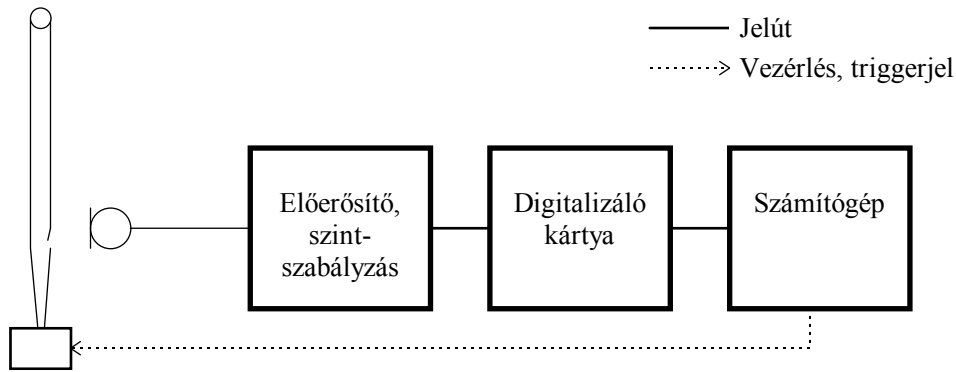 Jelút
Vezérlés, triggerjel
Előerősítő,
szint-
szabályzás
Digitalizáló
kártya
Számítógép